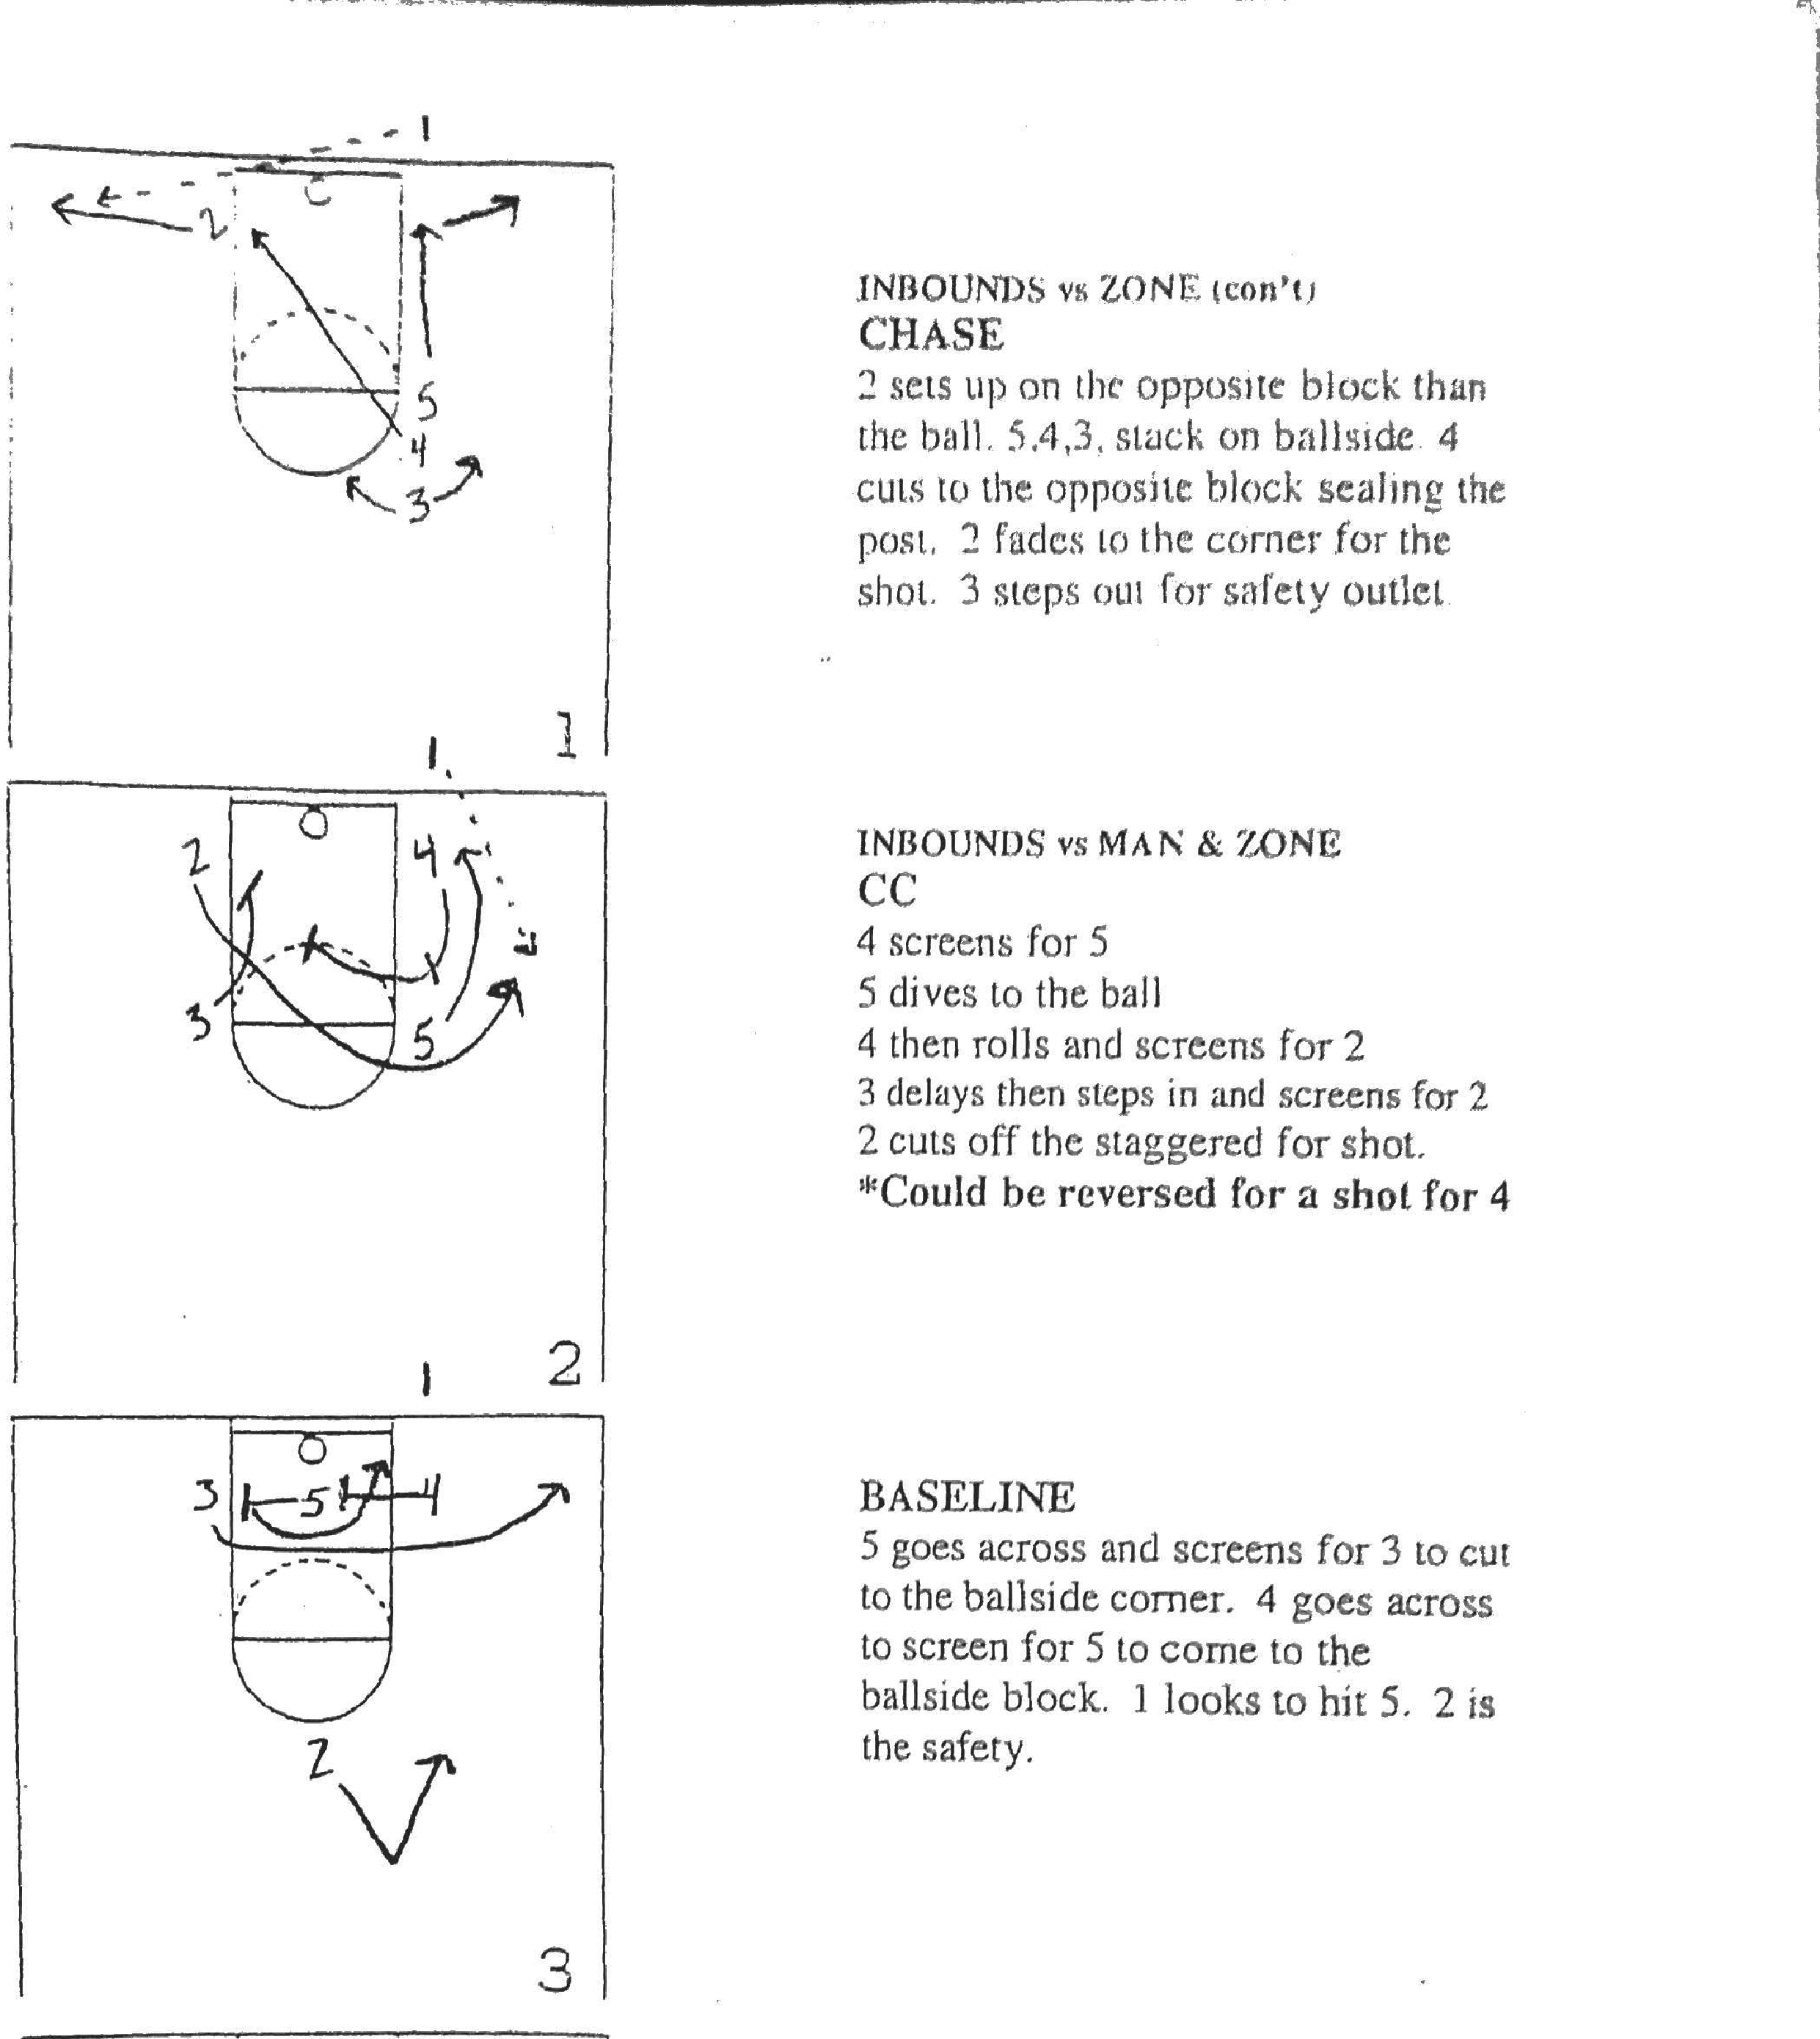 1
2
5
4
3
1
INBOUNDS vs ZONE (con't)
CHASE
2 sets up on the opposite block than
the ball. 5,4,3, stack on ballside. 4
cuts to the opposite block sealing the
post. 2 fades to the corner for the
shot. 3 steps out for safety outlet.
1
2
4
3
5
2
INBOUNDS vs MAN & ZONE
CC
4 screens for 5
5 dives to the ball
4 then rolls and screens for 2
3 delays then steps in and screens for 2
2 cuts off the staggered for shot.
*Could be reversed for a shot for 4
1
3 5 4
2
3
BASELINE
5 goes across and screens for 3 to cut
to the ballside corner. 4 goes across
to screen for 5 to come to the
ballside block. 1 looks to hit 5. 2 is
the safety.